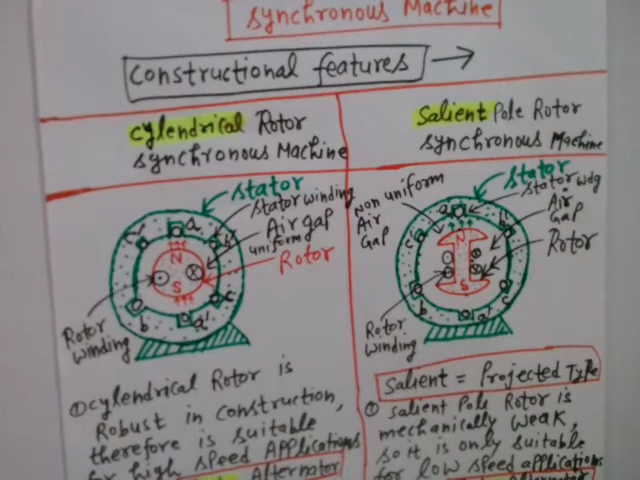 Synchronous Machine
Constructional features →
cylendrical Rotor
synchronous Machine
Salient Pole Rotor
synchronous Machine
stator
stator winding
Air gap
uniform
Rotor
a
b'
c'
N
S
c
b
a'
Rotor
winding
stator
stator wdg
Non uniform
Air
Gap
Air
Gap
Rotor
a
b'
c'
N
S
c
b
a'
Rotor
winding
① cylendrical Rotor is
Robust in construction,
therefore is suitable
for high speed Applications
Alternator
Salient = Projected Type
① salient Pole Rotor is
mechanically weak,
so it is only suitable
for low speed applications
Alternator